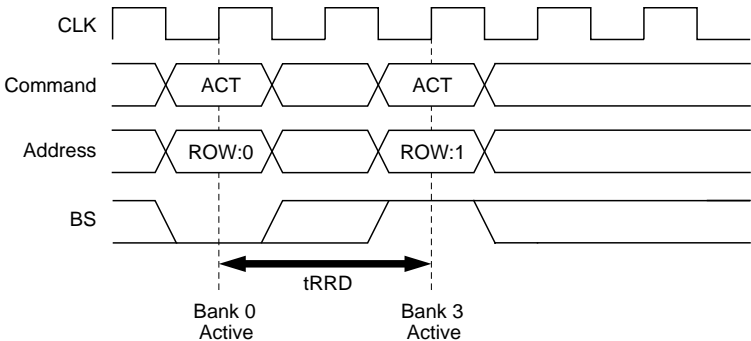 CLK
Command ACT ACT
Address ROW:0 ROW:1
BS
tRRD
Bank 0 Bank 3
Active Active